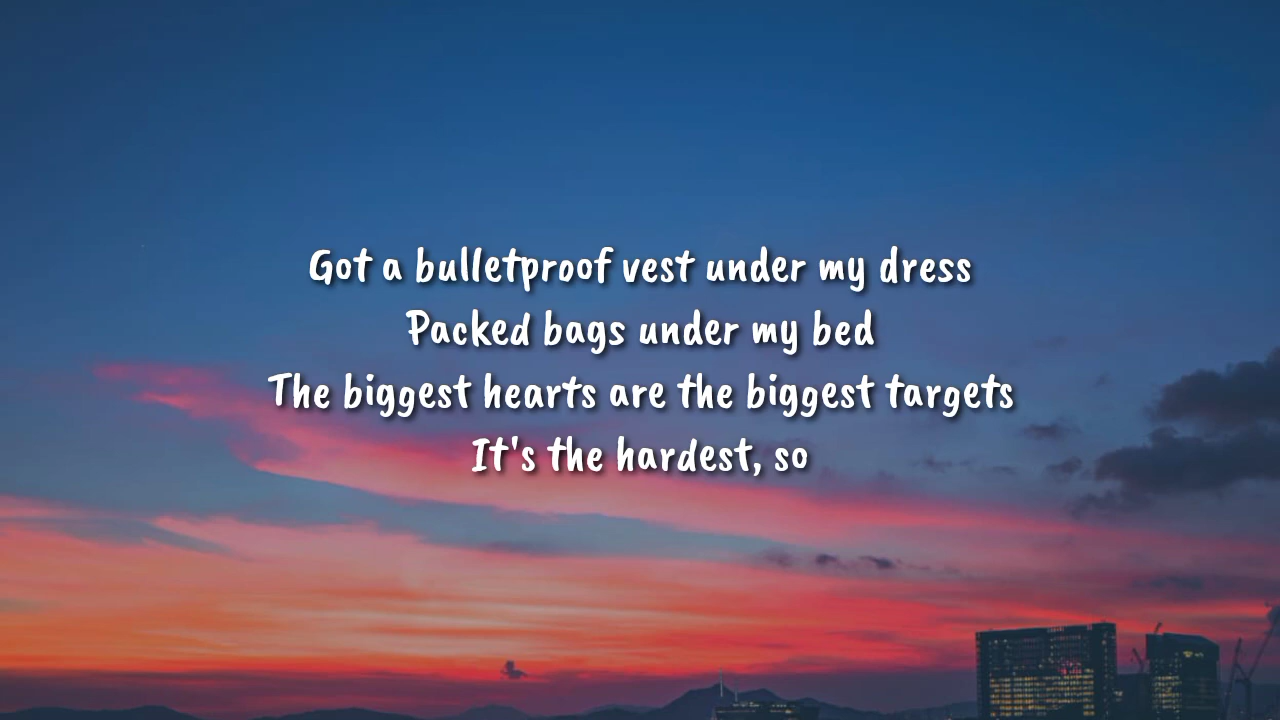 Got a bulletproof vest under my dress
Packed bags under my bed
The biggest hearts are the biggest targets
It's the hardest, so